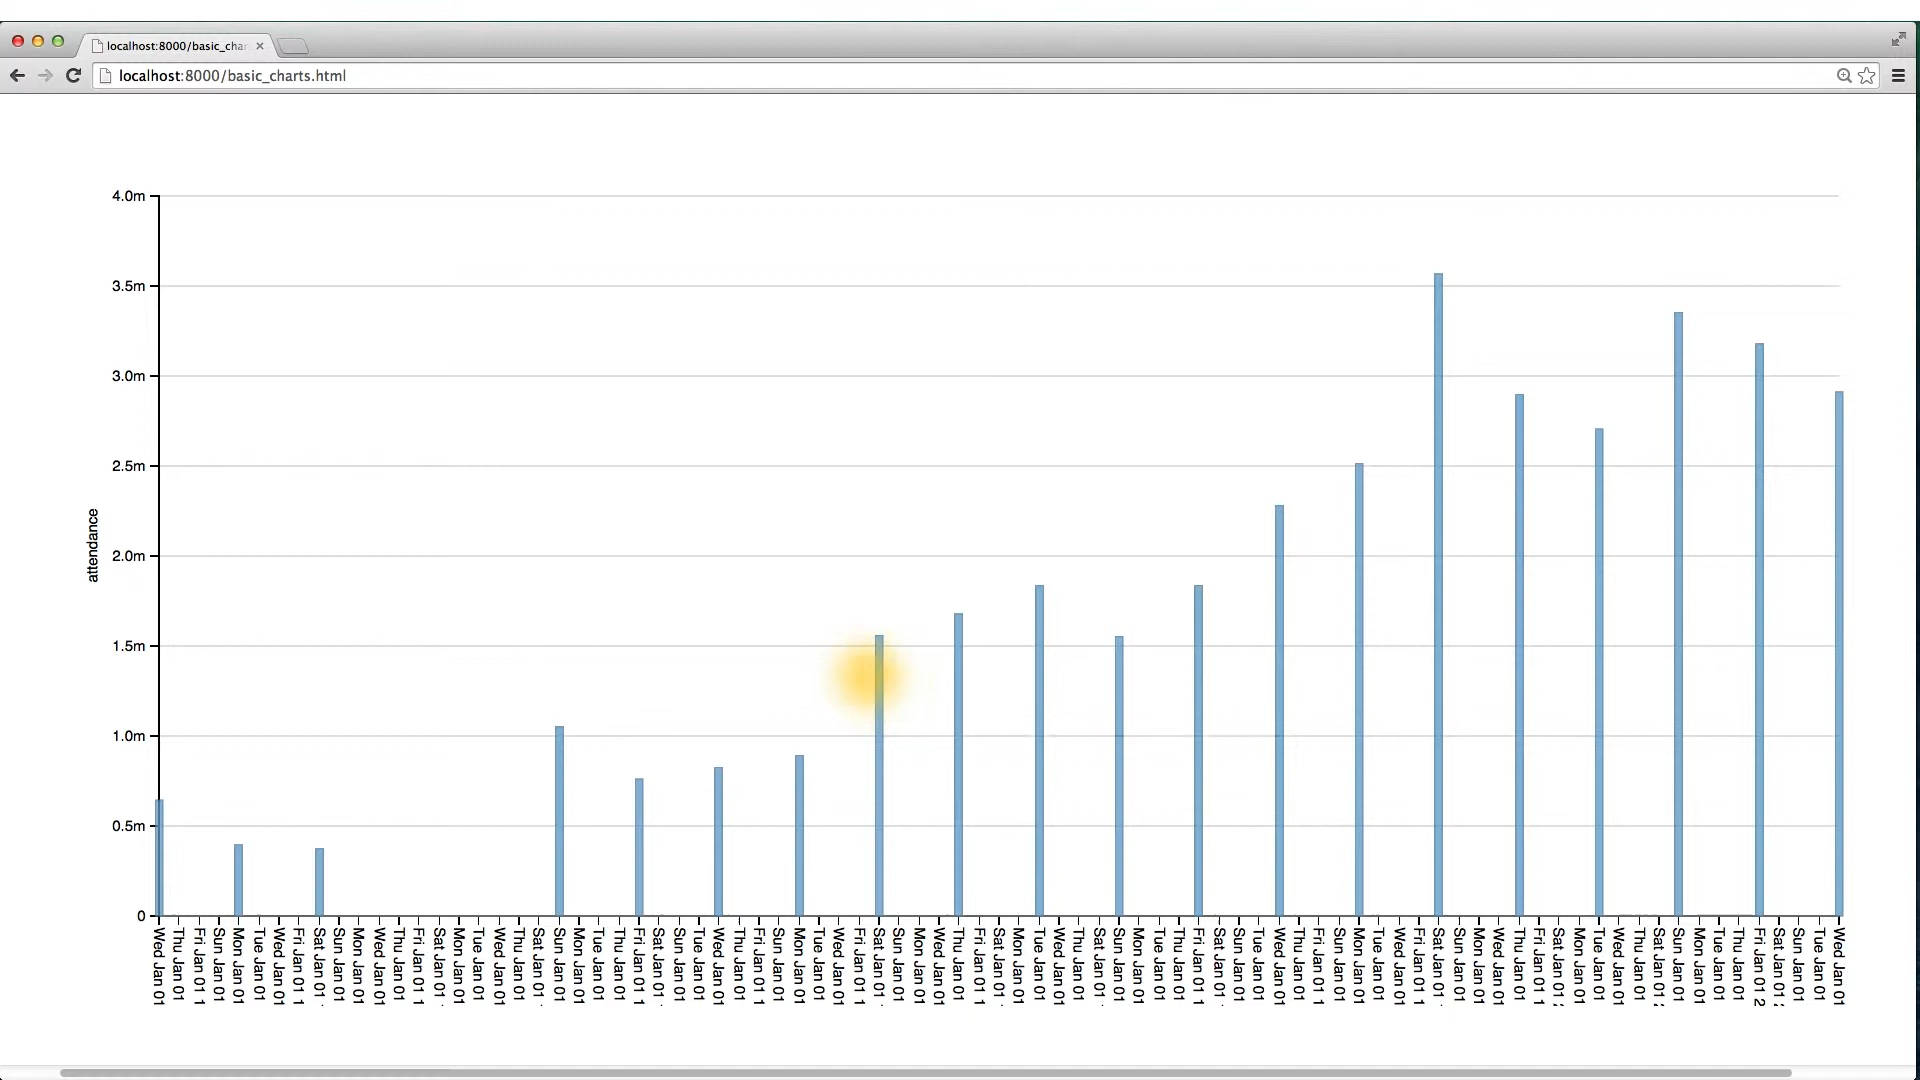 localhost:8000/basic_char
localhost:8000/basic_charts.html
4.0m
3.5m
3.0m
2.5m
2.0m
1.5m
1.0m
0.5m
0
attendance
Wed Jan 01
Thu Jan 01
Fri Jan 01 1
Sun Jan 01
Mon Jan 01
Tue Jan 01
Wed Jan 01
Fri Jan 01 1
Sat Jan 01
Sun Jan 01
Mon Jan 01
Wed Jan 01
Thu Jan 01
Fri Jan 01 1
Sat Jan 01
Mon Jan 01
Tue Jan 01
Wed Jan 01
Thu Jan 01
Sat Jan 01
Sun Jan 01
Mon Jan 01
Tue Jan 01
Thu Jan 01
Fri Jan 01 1
Sat Jan 01
Sun Jan 01
Tue Jan 01
Wed Jan 01
Thu Jan 01
Fri Jan 01 1
Sun Jan 01
Mon Jan 01
Tue Jan 01
Wed Jan 01
Fri Jan 01 1
Sat Jan 01
Sun Jan 01
Mon Jan 01
Wed Jan 01
Thu Jan 01
Fri Jan 01 1
Sat Jan 01
Mon Jan 01
Tue Jan 01
Wed Jan 01
Thu Jan 01
Sat Jan 01
Sun Jan 01
Mon Jan 01
Tue Jan 01
Thu Jan 01
Fri Jan 01 1
Sat Jan 01
Sun Jan 01
Tue Jan 01
Wed Jan 01
Thu Jan 01
Fri Jan 01 1
Sun Jan 01
Mon Jan 01
Tue Jan 01
Wed Jan 01
Fri Jan 01 1
Sat Jan 01
Sun Jan 01
Mon Jan 01
Wed Jan 01
Thu Jan 01
Fri Jan 01 1
Sat Jan 01
Mon Jan 01
Tue Jan 01
Wed Jan 01
Thu Jan 01
Sat Jan 01
Sun Jan 01
Mon Jan 01
Tue Jan 01
Thu Jan 01
Fri Jan 01 2
Sat Jan 01
Sun Jan 01
Tue Jan 01
Wed Jan 01